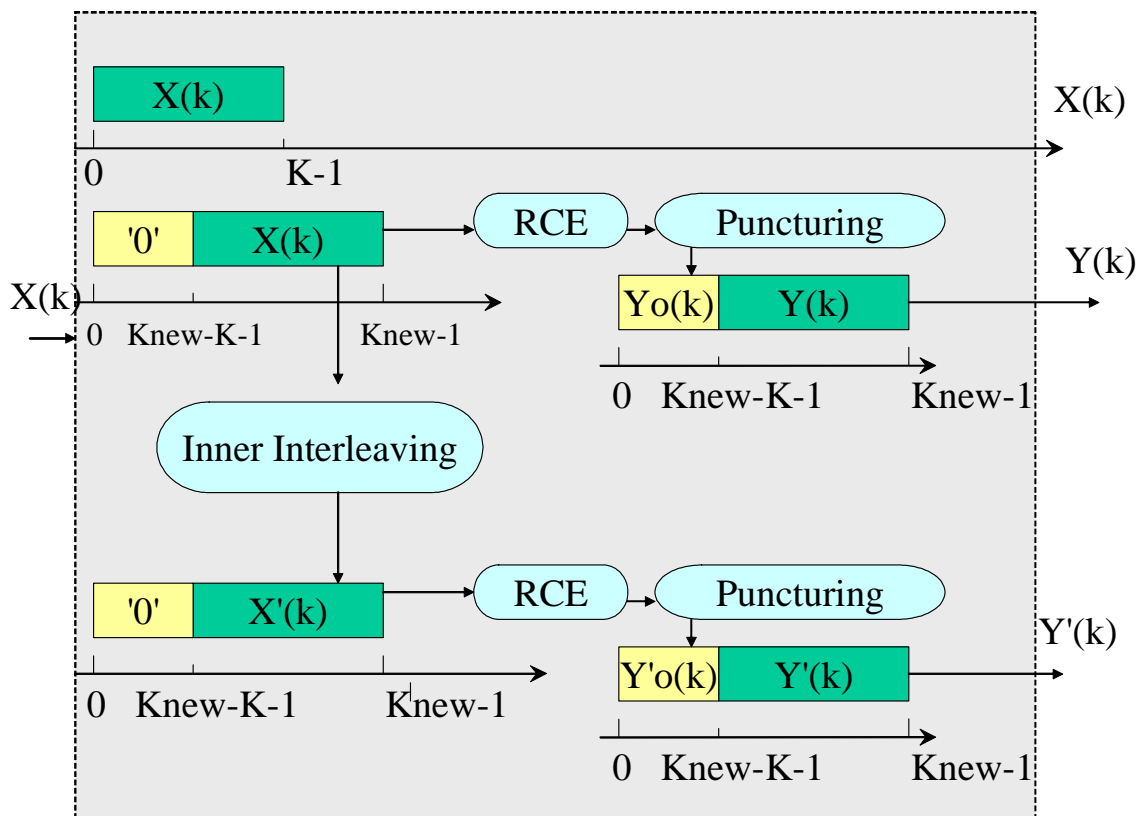 X(k)
X(k)
0 K-1
'0' X(k) RCE Puncturing
Y(k)
X(k)
Yo(k) Y(k)
0 Knew-K-1 Knew-1
0 Knew-K-1 Knew-1
Inner Interleaving
'0' X'(k) RCE Puncturing
Y'(k)
Y'o(k) Y'(k)
0 Knew-K-1 Knew-1
0 Knew-K-1 Knew-1